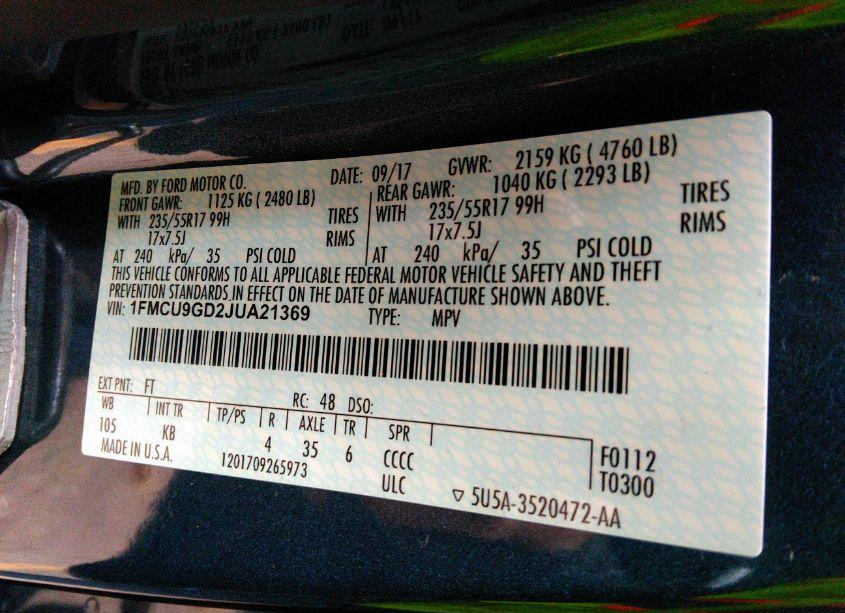 MFD. BY FORD MOTOR CO. DATE: 09/17 GVWR: 2159 KG ( 4760 LB)
FRONT GAWR: 1125 KG ( 2480 LB) REAR GAWR: 1040 KG ( 2293 LB)
WITH 235/55R17 99H TIRES WITH 235/55R17 99H TIRES
17x7.5J RIMS 17x7.5J RIMS
AT 240 kPa/ 35 PSI COLD AT 240 kPa/ 35 PSI COLD
THIS VEHICLE CONFORMS TO ALL APPLICABLE FEDERAL MOTOR VEHICLE SAFETY AND THEFT
PREVENTION STANDARDS IN EFFECT ON THE DATE OF MANUFACTURE SHOWN ABOVE.
VIN: 1FMCU9GD2JUA21369 TYPE: MPV
EXT PNT: FT RC: 48 DSO:
WB INT TR TP/PS R AXLE TR SPR
105 KB 4 35 6 CCCC F0112
MADE IN U.S.A. 1201709265973 ULC T0300
5U5A-3520472-AA